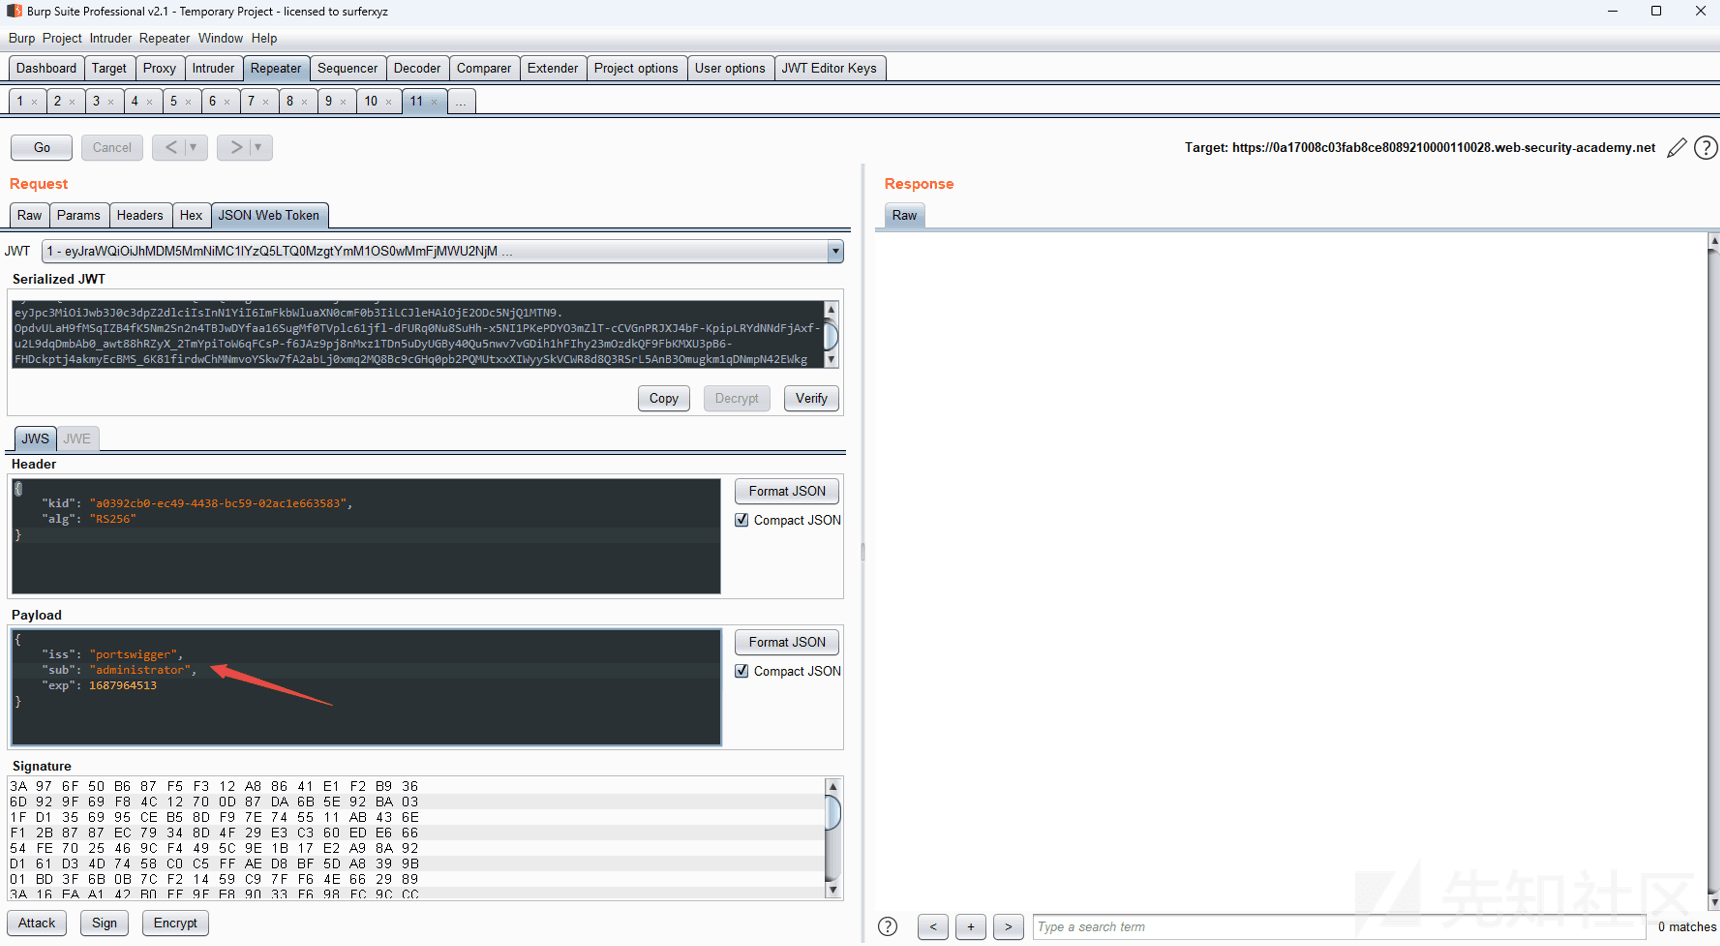 Burp Suite Professional v2.1 - Temporary Project - licensed to surferxyz
Burp Project Intruder Repeater Window Help
Dashboard Target Proxy Intruder Repeater Sequencer Decoder Comparer Extender Project options User options JWT Editor Keys
1 × 2 × 3 × 4 × 5 × 6 × 7 × 8 × 9 × 10 × 11 × ...
Go Cancel < > Target: https://0a17008c03fab8ce8089210000110028.web-security-academy.net ?
Request
Response
Raw Params Headers Hex JSON Web Token
Raw
JWT 1 - eyJraWQiOiJhMDM5MmNiMC1lYzQ5LTQ0MzgtYmM1OS0wMmFjMWU2NjM ...
Serialized JWT
eyJpc3MiOiJwb3J0c3dpZ2dlciIsInN1YiI6ImFkbWluaXN0cmF0b3IiLCJleHAiOjE2ODc5NjQ1MTN9.
OpdvULaH9fMSqIZB4fK5Nm2Sn2n4TBJwDYfaa16SugMf0TVplc61jfl-dFURq0Nu8SuHh-x5NI1PKePDYO3mZlT-cCVGnPRJXJ4bF-KpipLRYdNNdFjAxf-
u2L9dqDmbAb0_awt88hRZyX_2TmYpiToW6qFCsP-f6JAz9pj8nMxz1TDn5uDyUGBy40Qu5nwv7vGDih1hFIhy23mOzdkQF9FbKMXU3pB6-
FHDckptj4akmyEcBMS_6K81firdwChMNmvoYSkw7fA2abLj0xmq2MQ8Bc9cGHq0pb2PQMUtxxXIWyySkVCWR8d8Q3RSrL5AnB3Omugkm1qDNmpN42EWkg
Copy Decrypt Verify
JWS JWE
Header
{
"kid": "a0392cb0-ec49-4438-bc59-02ac1e663583",
"alg": "RS256"
}
Format JSON
Compact JSON
Payload
{
"iss": "portswigger",
"sub": "administrator",
"exp": 1687964513
}
Format JSON
Compact JSON
Signature
3A 97 6F 50 B6 87 F5 F3 12 A8 86 41 E1 F2 B9 36
6D 92 9F 69 F8 4C 12 70 0D 87 DA 6B 5E 92 BA 03
1F D1 35 69 95 CE B5 8D F9 7E 74 55 11 AB 43 6E
F1 2B 87 87 EC 79 34 8D 4F 29 E3 C3 60 ED E6 66
54 FE 70 25 46 9C F4 49 5C 9E 1B 17 E2 A9 8A 92
D1 61 D3 4D 74 58 C0 C5 FF AE D8 BF 5D A8 39 9B
01 BD 3F 6B 0B 7C F2 14 59 C9 7F F6 4E 66 29 89
3A 16 EA A1 42 B0 FF 9F E8 90 33 F6 98 FC 9C CC
Attack Sign Encrypt
? < + > Type a search term 0 matches
先知社区